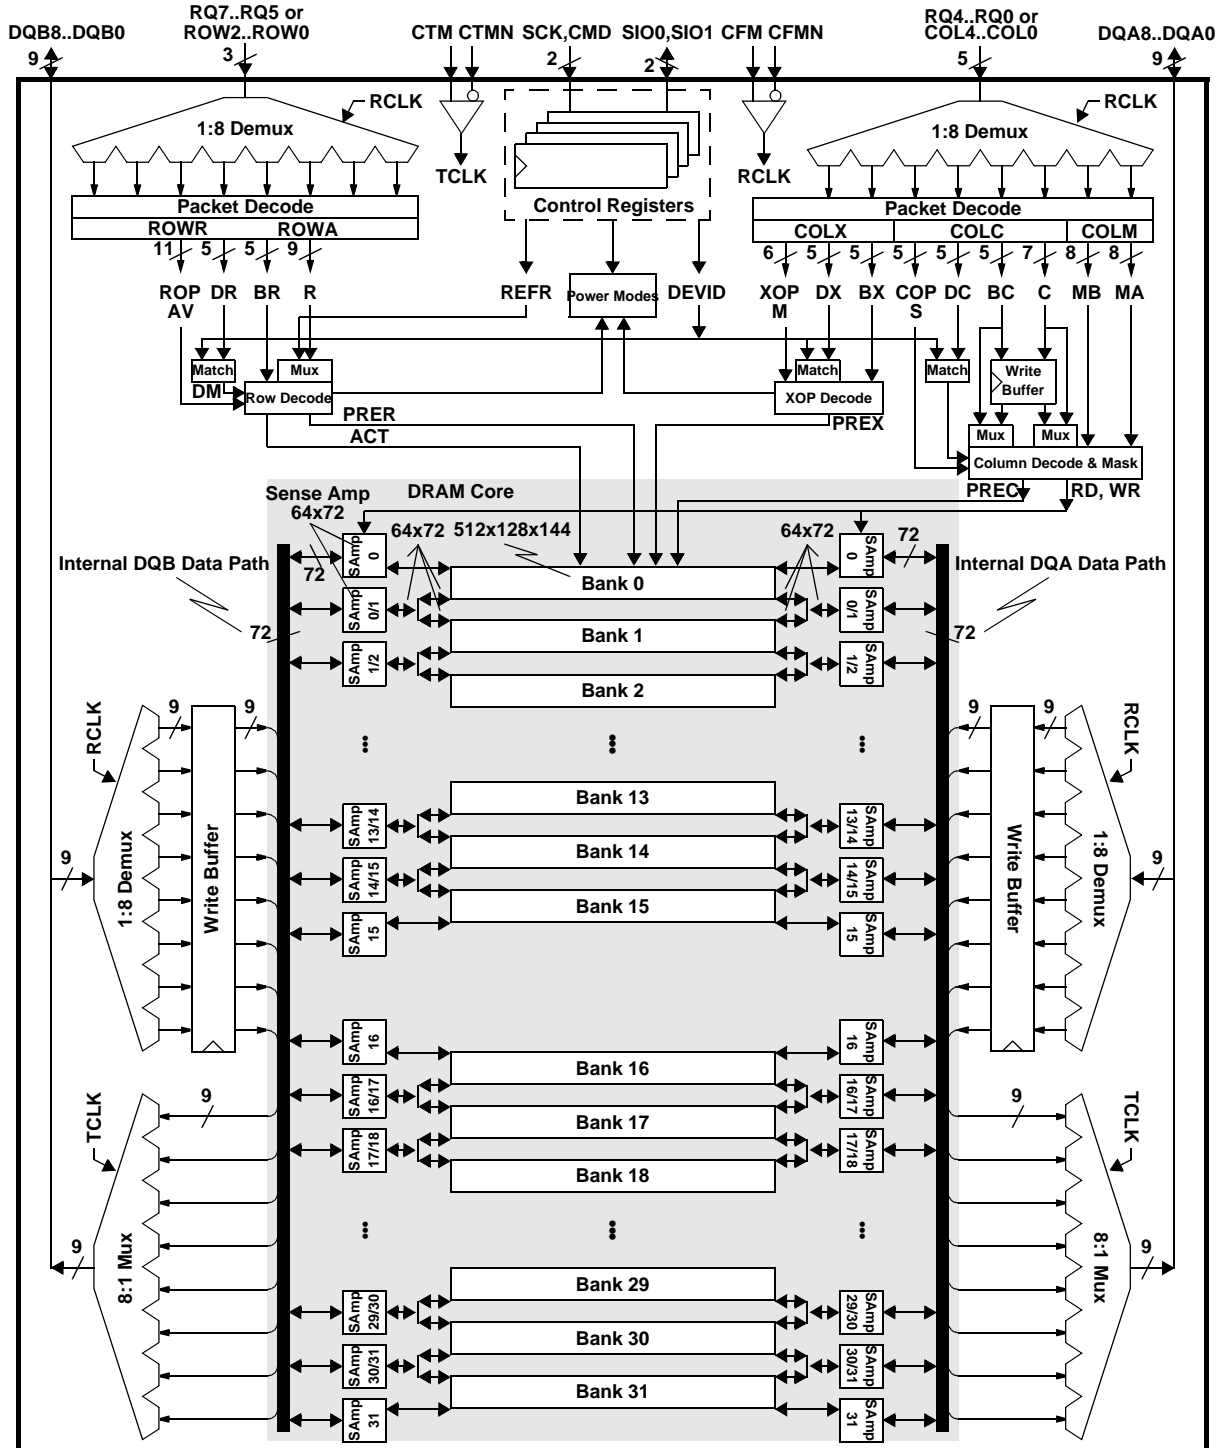 RQ7..RQ5 or
ROW2..ROW0
RQ4..RQ0 or
COL4..COL0
DQB8..DQB0
CTM CTMN SCK,CMD SIO0,SIO1 CFM CFMN
DQA8..DQA0
9
3
2
2
5
9
RCLK
RCLK
1:8 Demux
1:8 Demux
TCLK
RCLK
Control Registers
Packet Decode
Packet Decode
ROWR
ROWA
COLX
COLC
COLM
11
5
5
9
6
5
5
5
5
5
7
8
8
ROP
AV
DR
BR
R
REFR
Power Modes
DEVID
XOP
M
DX
BX
COP
S
DC
BC
C
MB
MA
Match
Mux
Match
Match
Write
Buffer
DM
Row Decode
XOP Decode
PRER
ACT
PREX
Mux
Mux
Column Decode & Mask
PREC
RD, WR
Sense Amp
DRAM Core
64x72
64x72
512x128x144
64x72
72
72
Internal DQB Data Path
Internal DQA Data Path
72
72
SAmp
0
Bank 0
SAmp
0
SAmp
0/1
SAmp
0/1
Bank 1
SAmp
1/2
SAmp
1/2
Bank 2
RCLK
9
9
9
9
RCLK
•••
•••
•••
Bank 13
SAmp
13/14
SAmp
13/14
Bank 14
9
1:8 Demux
Write Buffer
SAmp
14/15
SAmp
14/15
Write Buffer
1:8 Demux
9
Bank 15
SAmp
15
SAmp
15
SAmp
16
SAmp
16
Bank 16
SAmp
16/17
SAmp
16/17
TCLK
9
9
TCLK
Bank 17
SAmp
17/18
SAmp
17/18
Bank 18
•••
•••
•••
9
8:1 Mux
8:1 Mux
9
Bank 29
SAmp
29/30
SAmp
29/30
Bank 30
SAmp
30/31
SAmp
30/31
Bank 31
SAmp
31
SAmp
31